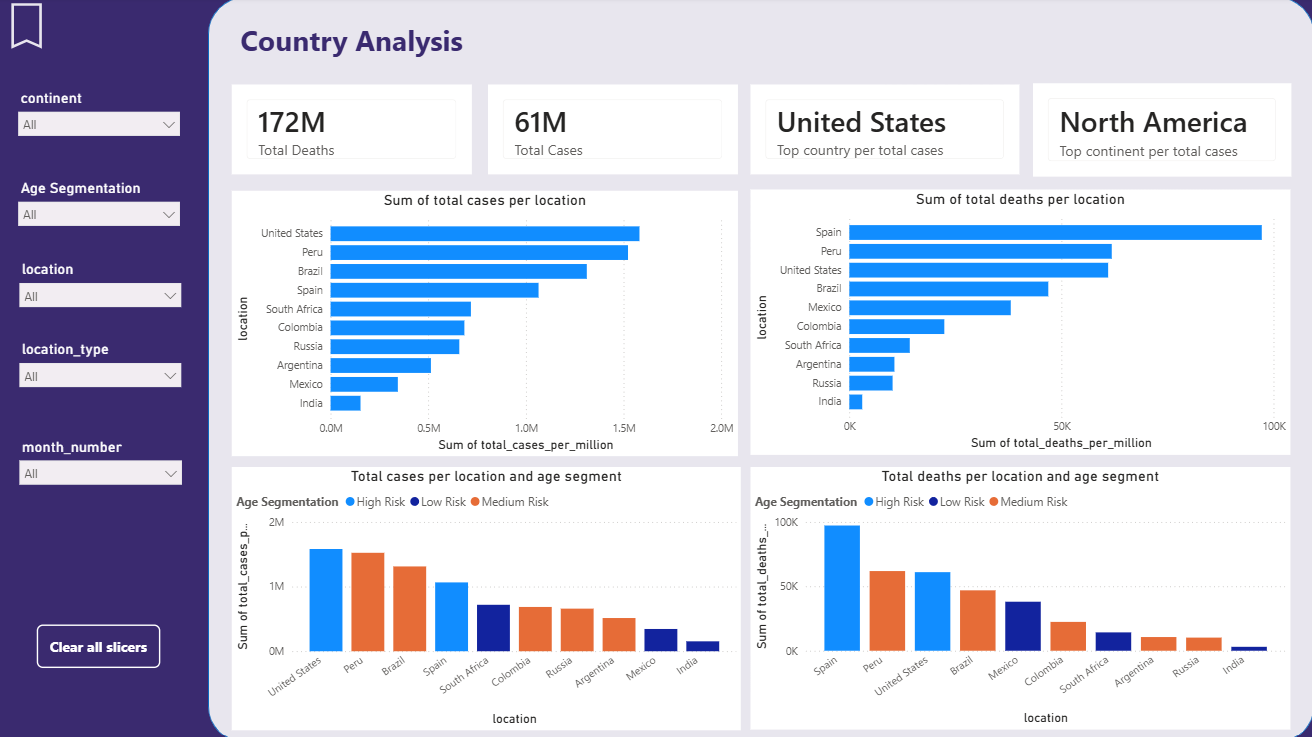 Country Analysis
continent
All
Age Segmentation
All
location
All
location_type
All
month_number
All
Clear all slicers
172M
Total Deaths
61M
Total Cases
United States
Top country per total cases
North America
Top continent per total cases
Sum of total cases per location
location
United States
Peru
Brazil
Spain
South Africa
Colombia
Russia
Argentina
Mexico
India
0.0M 0.5M 1.0M 1.5M 2.0M
Sum of total_cases_per_million
Sum of total deaths per location
location
Spain
Peru
United States
Brazil
Mexico
Colombia
South Africa
Argentina
Russia
India
0K 50K 100K
Sum of total_deaths_per_million
Total cases per location and age segment
Age Segmentation High Risk Low Risk Medium Risk
Sum of total_cases_p...
2M
1M
0M
United States Peru Brazil Spain South Africa Colombia Russia Argentina Mexico India
location
Total deaths per location and age segment
Age Segmentation High Risk Low Risk Medium Risk
Sum of total_deaths_...
100K
50K
0K
Spain Peru United States Brazil Mexico Colombia South Africa Argentina Russia India
location